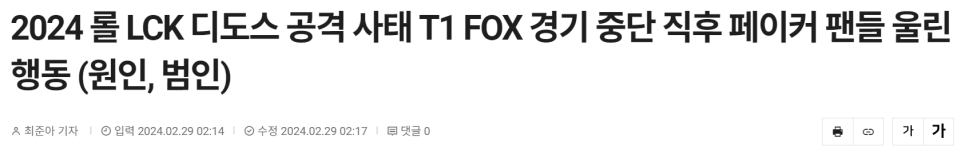 2024 롤 LCK 디도스 공격 사태 T1 FOX 경기 중단 직후 페이커 팬들 울린
행동 (원인, 범인)
최준아 기자 입력 2024.02.29 02:14 수정 2024.02.29 02:17 댓글 0 가 가